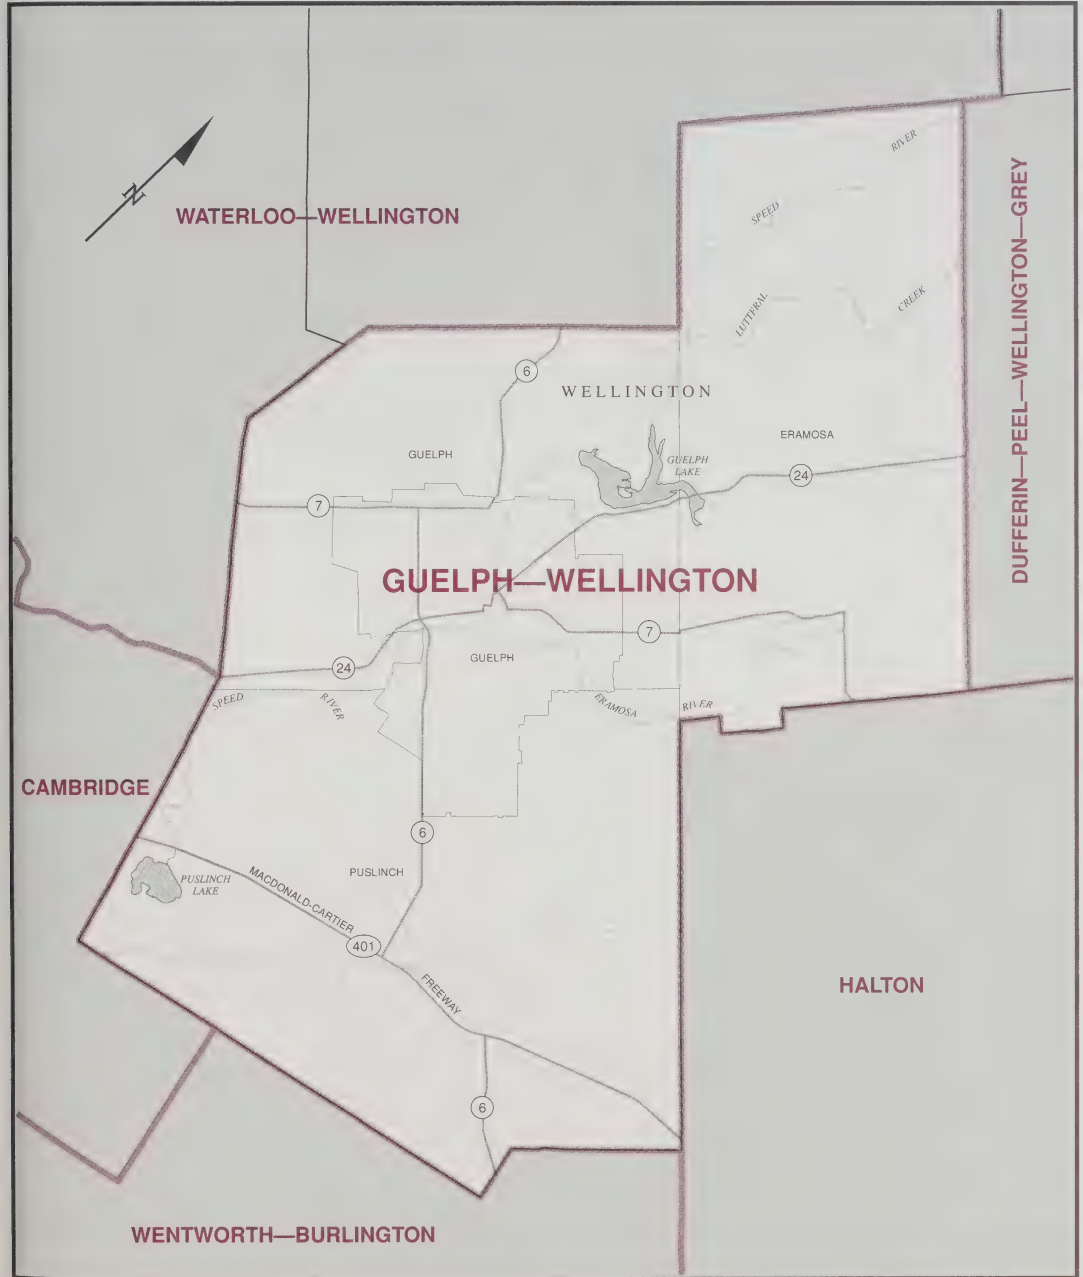 RIVER
SPEED
N
WATERLOO—WELLINGTON
DUFFERIN—PEEL—WELLINGTON—GREY
LUTTFRAL
CREEK
6
WELLINGTON
ERAMOSA
GUELPH
GUELPH
LAKE
24
7
GUELPH—WELLINGTON
7
GUELPH
24
SPEED
RIVER
ERAMOSA
RIVER
CAMBRIDGE
6
PUSLINCH
PUSLINCH
LAKE
MACDONALD-CARTIER
401
FREEWAY
HALTON
6
WENTWORTH—BURLINGTON